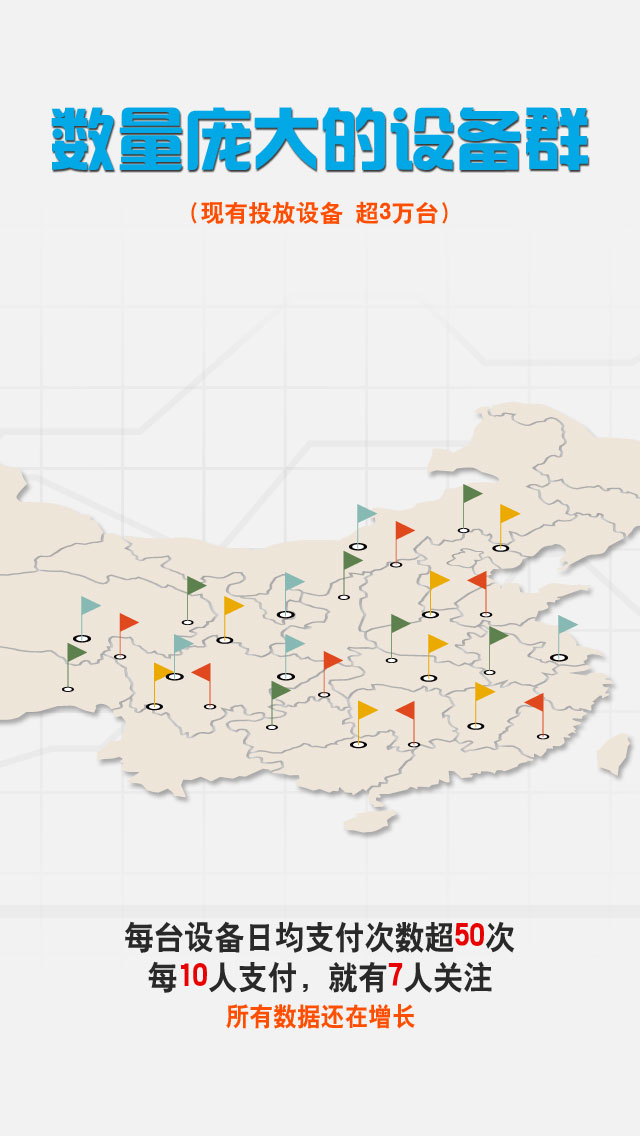 数量庞大的设备群
（现有投放设备 超3万台）
每台设备日均支付次数超50次
每10人支付，就有7人关注
所有数据还在增长